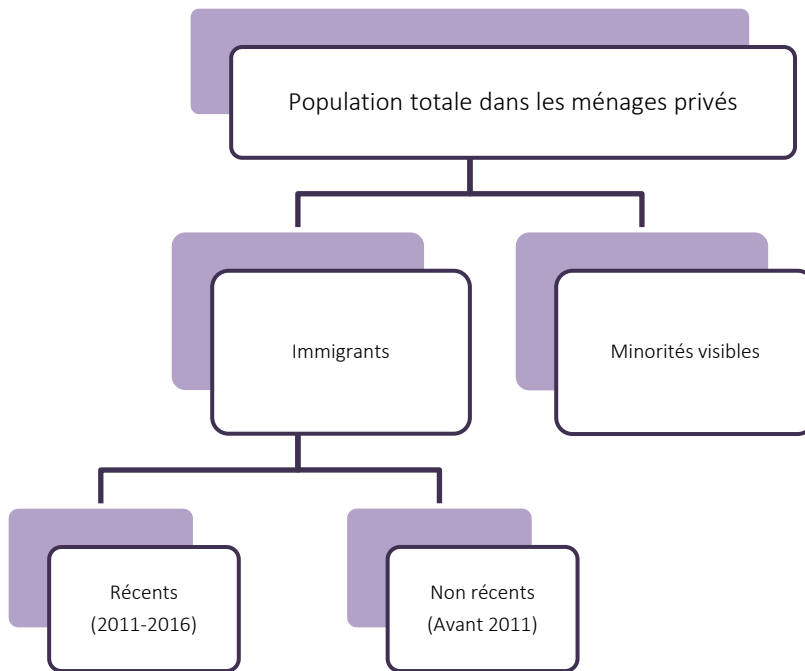 Population totale dans les ménages privés
Immigrants
Minorités visibles
Récents
(2011-2016)
Non récents
(Avant 2011)